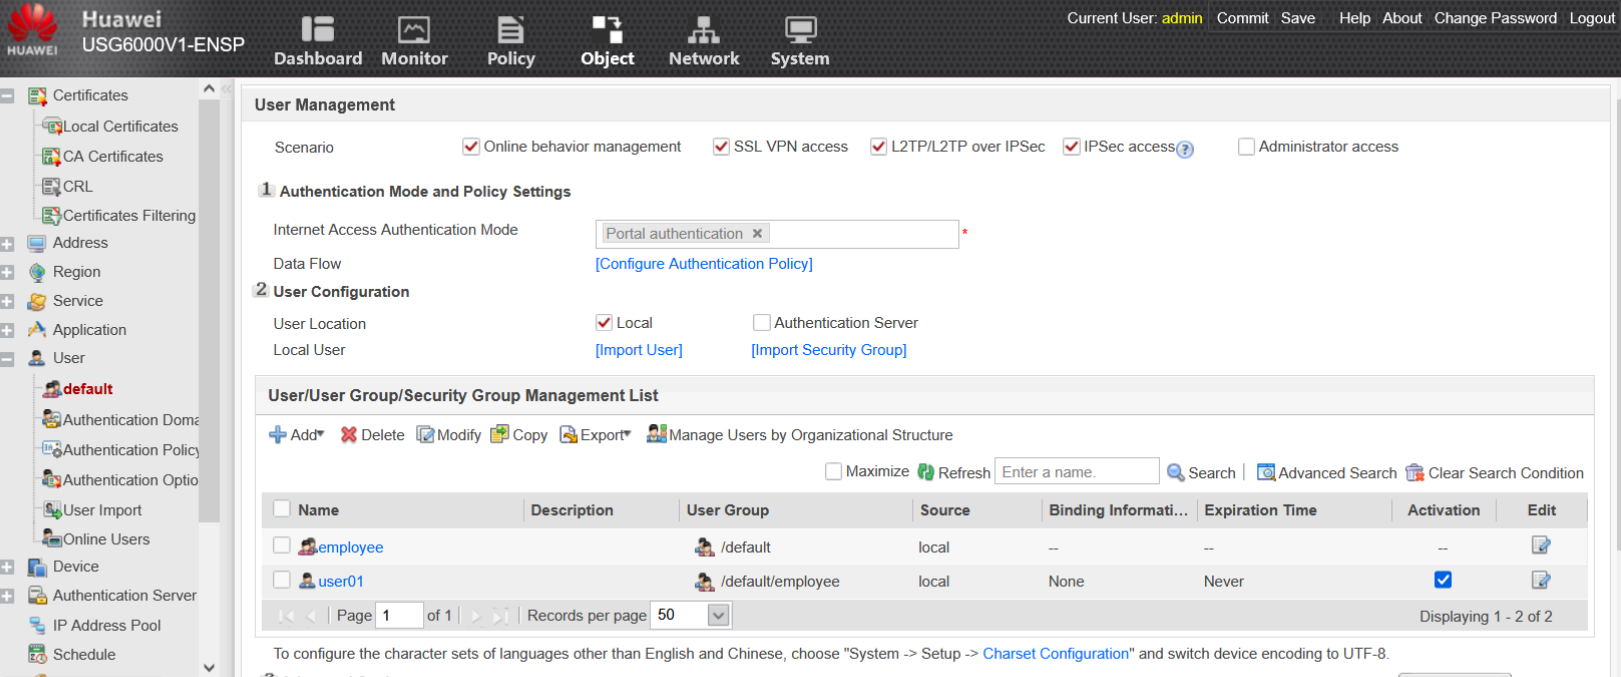 HUAWEI
Huawei
USG6000V1-ENSP
Dashboard Monitor Policy Object Network System
Current User: admin Commit Save Help About Change Password Logout
Certificates
Local Certificates
CA Certificates
CRL
Certificates Filtering
Address
Region
Service
Application
User
default
Authentication Doma
Authentication Policy
Authentication Optio
User Import
Online Users
Device
Authentication Server
IP Address Pool
Schedule
User Management
Scenario Online behavior management SSL VPN access L2TP/L2TP over IPSec IPSec access ? Administrator access
1 Authentication Mode and Policy Settings
Internet Access Authentication Mode Portal authentication × *
Data Flow [Configure Authentication Policy]
2 User Configuration
User Location Local Authentication Server
Local User [Import User] [Import Security Group]
User/User Group/Security Group Management List
Add Delete Modify Copy Export Manage Users by Organizational Structure
Maximize Refresh Enter a name. Search Advanced Search Clear Search Condition
Name Description User Group Source Binding Informati... Expiration Time Activation Edit
employee /default local -- -- --
user01 /default/employee local None Never
Page 1 of 1 Records per page 50 Displaying 1 - 2 of 2
To configure the character sets of languages other than English and Chinese, choose "System -> Setup -> Charset Configuration" and switch device encoding to UTF-8.